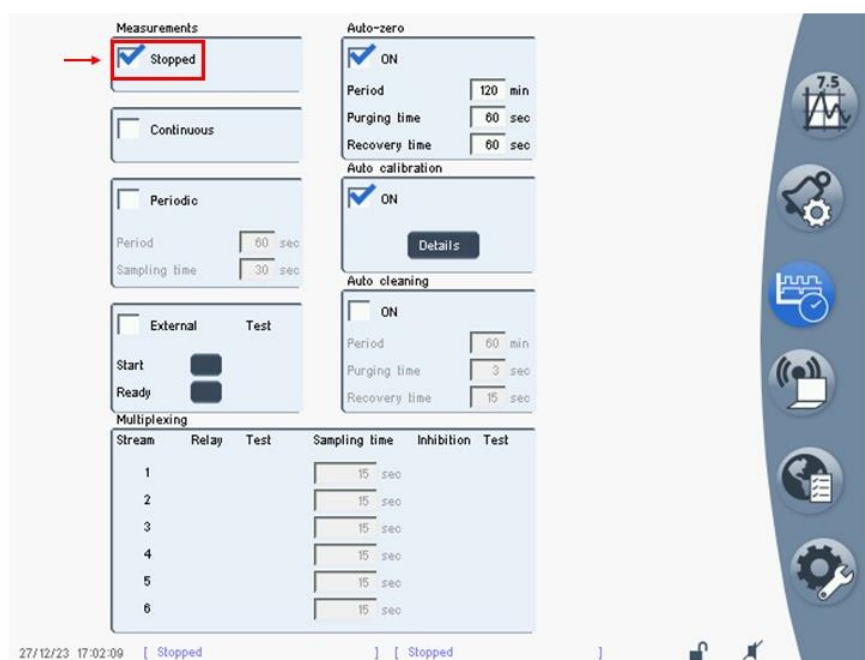 Measurements
Stopped
Continuous
Periodic
Period 60 sec
Sampling time 30 sec
External Test
Start
Ready
Auto-zero
ON
Period 120 min
Purging time 60 sec
Recovery time 60 sec
Auto calibration
ON
Details
Auto cleaning
ON
Period 60 min
Purging time 3 sec
Recovery time 15 sec
Multiplexing
Stream Relay Test Sampling time Inhibition Test
1 15 sec
2 15 sec
3 15 sec
4 15 sec
5 15 sec
6 15 sec
7.5
27/12/23 17:02:09 [ Stopped ] [ Stopped ]